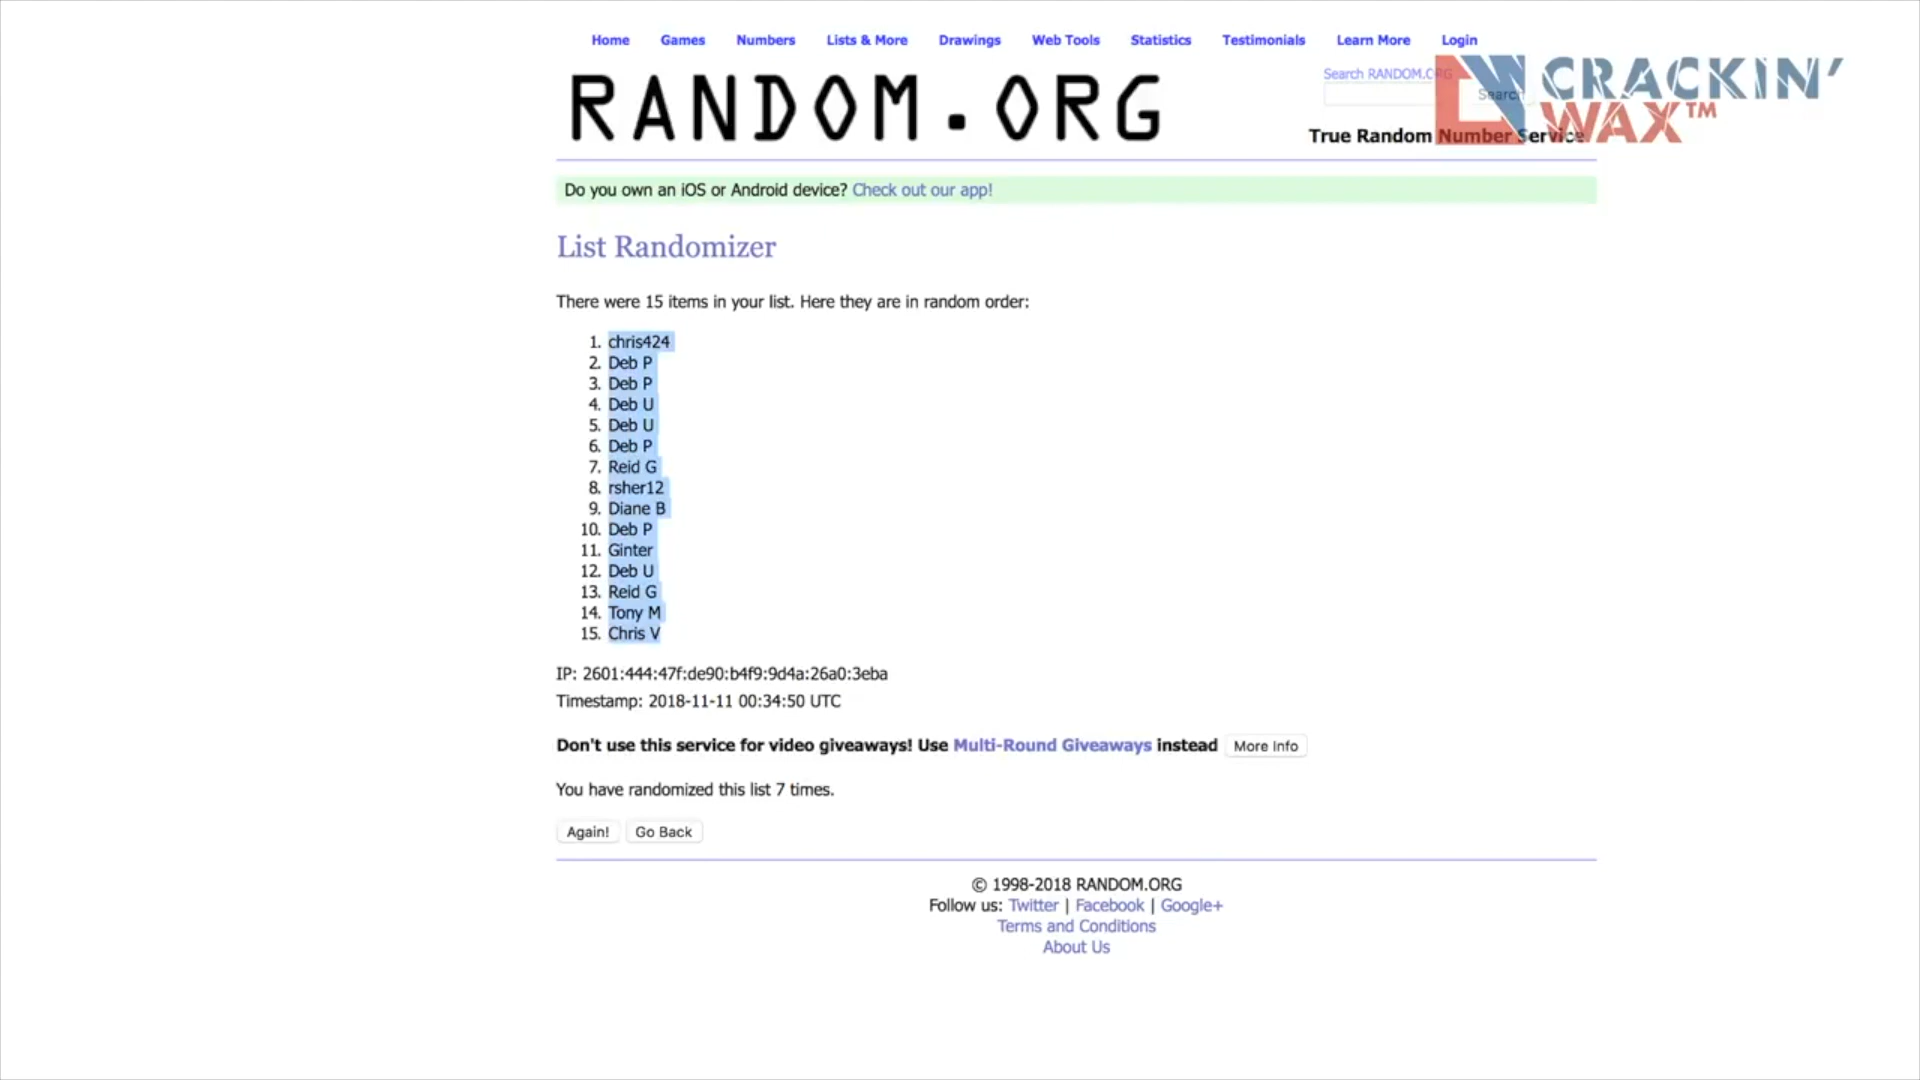 Home Games Numbers Lists & More Drawings Web Tools Statistics Testimonials Learn More Login
RANDOM.ORG
Search RANDOM.ORG
Search
True Random Number Service
CRACKIN'
WAX™
Do you own an iOS or Android device? Check out our app!
List Randomizer
There were 15 items in your list. Here they are in random order:
1. chris424
2. Deb P
3. Deb P
4. Deb U
5. Deb U
6. Deb P
7. Reid G
8. rsher12
9. Diane B
10. Deb P
11. Ginter
12. Deb U
13. Reid G
14. Tony M
15. Chris V
IP: 2601:444:47f:de90:b4f9:9d4a:26a0:3eba
Timestamp: 2018-11-11 00:34:50 UTC
Don't use this service for video giveaways! Use Multi-Round Giveaways instead More Info
You have randomized this list 7 times.
Again! Go Back
© 1998-2018 RANDOM.ORG
Follow us: Twitter | Facebook | Google+
Terms and Conditions
About Us